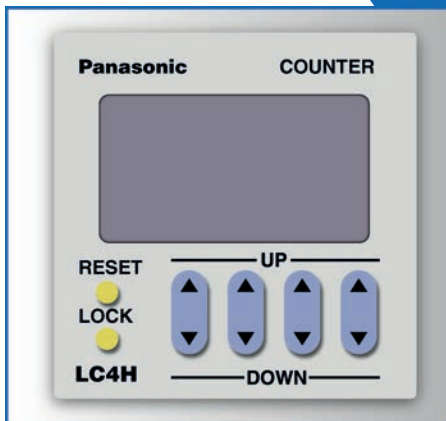 Panasonic COUNTER
RESET
UP
LOCK
LC4H
DOWN